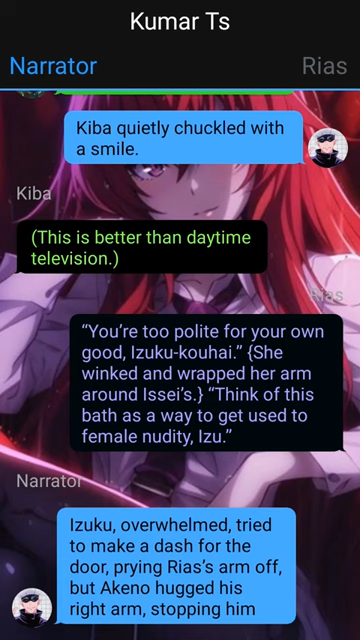 Kumar Ts
Narrator
Rias
Kiba quietly chuckled with
a smile.
Kiba
(This is better than daytime
television.)
Rias
“You’re too polite for your own
good, Izuku-kouhai.” {She
winked and wrapped her arm
around Issei’s.} “Think of this
bath as a way to get used to
female nudity, Izu.”
Narrator
Izuku, overwhelmed, tried
to make a dash for the
door, prying Rias’s arm off,
but Akeno hugged his
right arm, stopping him